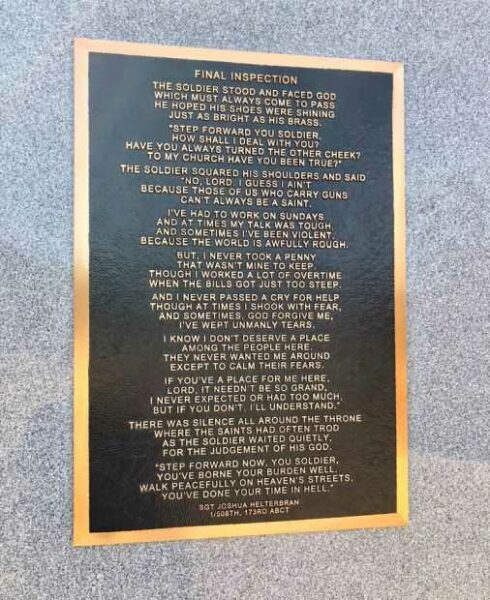 FINAL INSPECTION
THE SOLDIER STOOD AND FACED GOD
WHICH MUST ALWAYS COME TO PASS
HE HOPED HIS SHOES WERE SHINING
JUST AS BRIGHT AS HIS BRASS.
"STEP FORWARD YOU SOLDIER,
HOW SHALL I DEAL WITH YOU?
HAVE YOU ALWAYS TURNED THE OTHER CHEEK?
TO MY CHURCH HAVE YOU BEEN TRUE?"
THE SOLDIER SQUARED HIS SHOULDERS AND SAID
"NO, LORD, I GUESS I AIN'T
BECAUSE THOSE OF US WHO CARRY GUNS
CAN'T ALWAYS BE A SAINT.
I'VE HAD TO WORK ON SUNDAYS
AND AT TIMES MY TALK WAS TOUGH,
AND SOMETIMES I'VE BEEN VIOLENT,
BECAUSE THE WORLD IS AWFULLY ROUGH.
BUT, I NEVER TOOK A PENNY
THAT WASN'T MINE TO KEEP.
THOUGH I WORKED A LOT OF OVERTIME
WHEN THE BILLS GOT JUST TOO STEEP.
AND I NEVER PASSED A CRY FOR HELP
THOUGH AT TIMES I SHOOK WITH FEAR,
AND SOMETIMES, GOD FORGIVE ME,
I'VE WEPT UNMANLY TEARS.
I KNOW I DON'T DESERVE A PLACE
AMONG THE PEOPLE HERE.
THEY NEVER WANTED ME AROUND
EXCEPT TO CALM THEIR FEARS.
IF YOU'VE A PLACE FOR ME HERE,
LORD, IT NEEDN'T BE SO GRAND,
I NEVER EXPECTED OR HAD TOO MUCH,
BUT IF YOU DON'T, I'LL UNDERSTAND."
THERE WAS SILENCE ALL AROUND THE THRONE
WHERE THE SAINTS HAD OFTEN TROD
AS THE SOLDIER WAITED QUIETLY,
FOR THE JUDGEMENT OF HIS GOD.
"STEP FORWARD NOW, YOU SOLDIER,
YOU'VE BORNE YOUR BURDEN WELL.
WALK PEACEFULLY ON HEAVEN'S STREETS,
YOU'VE DONE YOUR TIME IN HELL."
SGT JOSHUA HELTERBRAN
1/508TH, 173RD ABCT